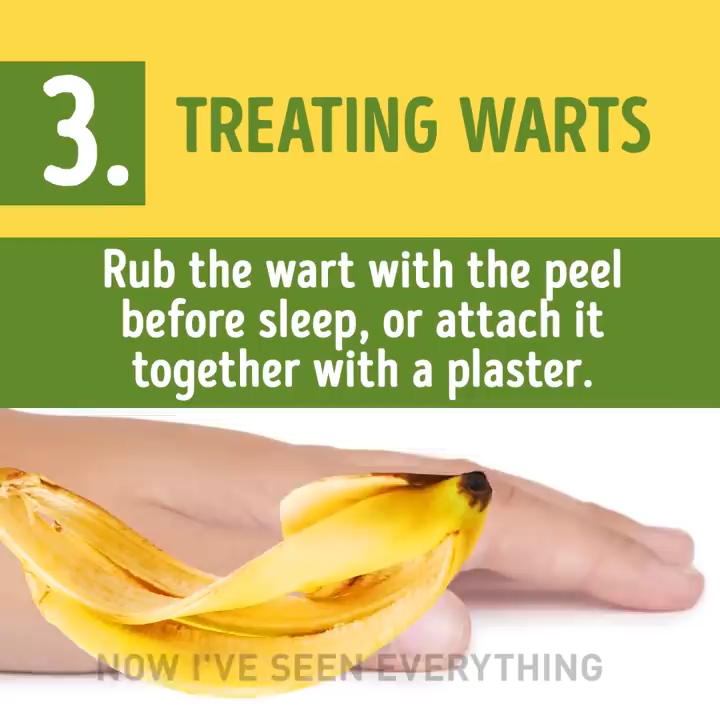 3.
TREATING WARTS
Rub the wart with the peel
before sleep, or attach it
together with a plaster.
NOW I'VE SEEN EVERYTHING